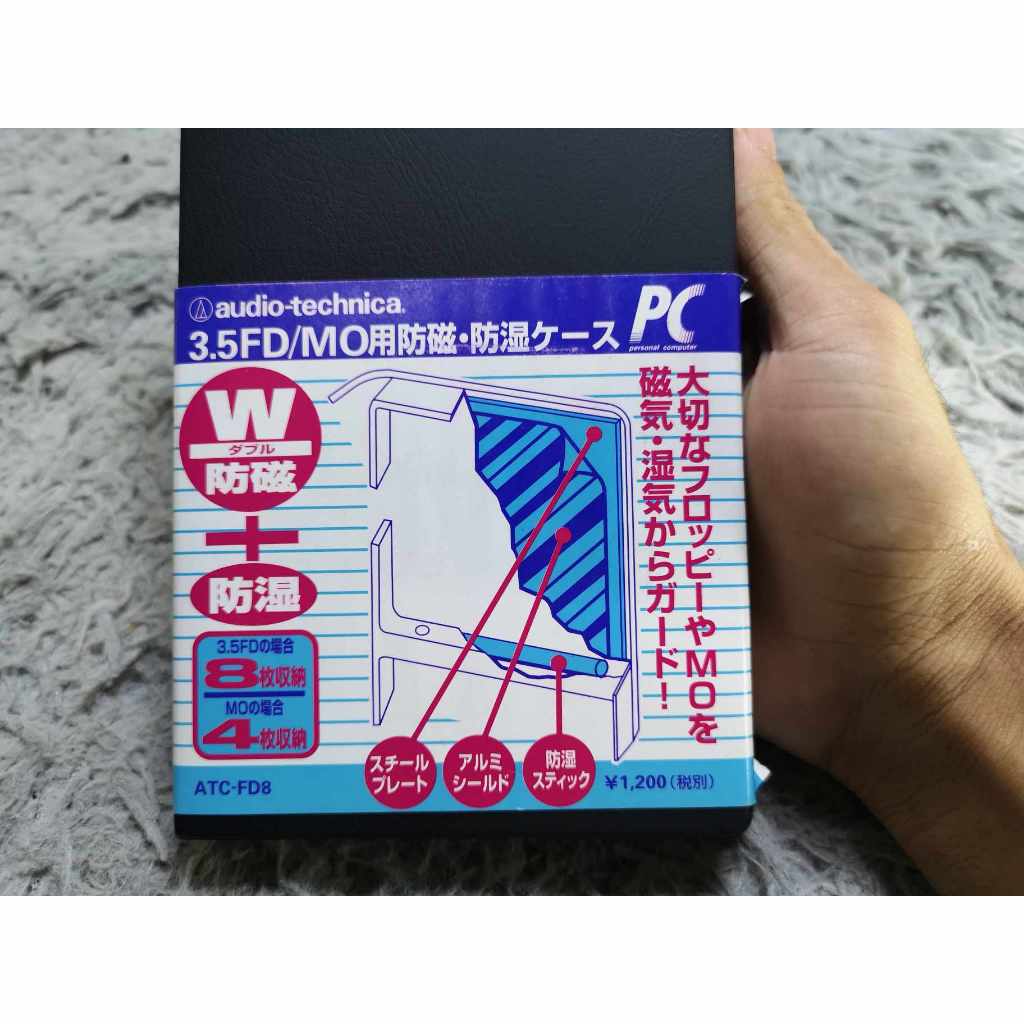 audio-technica®
3.5FD/MO用防磁・防湿ケース
PC
personal computer
W
ダブル
防磁
+
防湿
3.5FDの場合
8枚収納
MOの場合
4枚収納
大切なフロッピーやMOを
磁気・湿気からガード!
スチール
プレート
アルミ
シールド
防湿
スティック
ATC-FD8
¥1,200(税別)